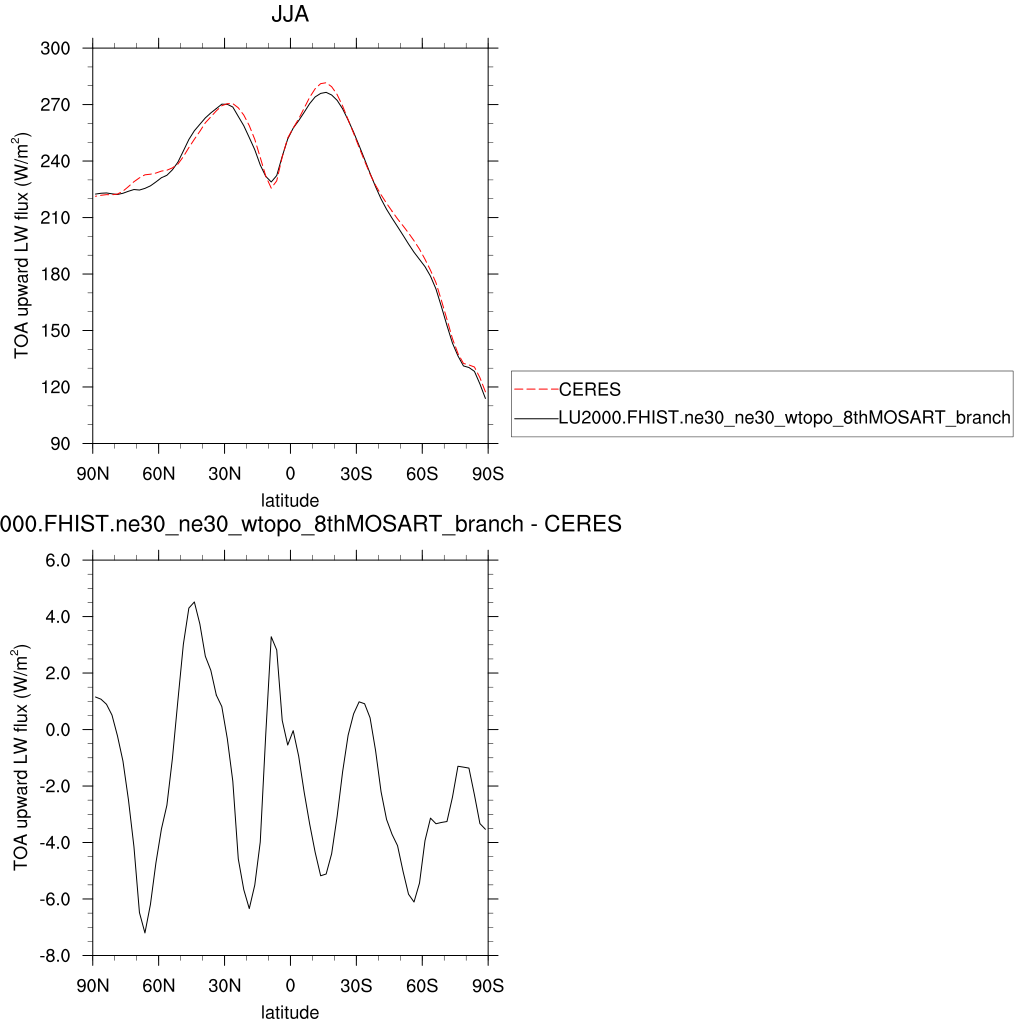 JJA
300
270
240
210
180
150
120
90
TOA upward LW flux (W/m²)
90N 60N 30N 0 30S 60S 90S
latitude
CERES
LU2000.FHIST.ne30_ne30_wtopo_8thMOSART_branch
000.FHIST.ne30_ne30_wtopo_8thMOSART_branch - CERES
6.0
4.0
2.0
0.0
-2.0
-4.0
-6.0
-8.0
TOA upward LW flux (W/m²)
90N 60N 30N 0 30S 60S 90S
latitude